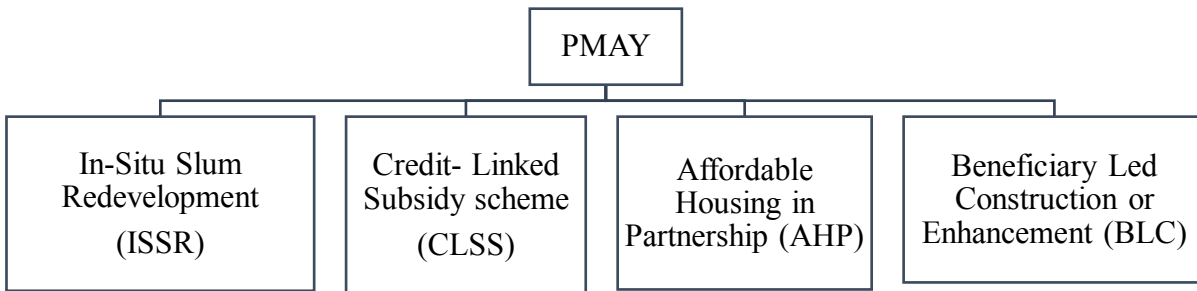 PMAY
In-Situ Slum
Redevelopment
(ISSR)
Credit- Linked
Subsidy scheme
(CLSS)
Affordable
Housing in
Partnership (AHP)
Beneficiary Led
Construction or
Enhancement (BLC)